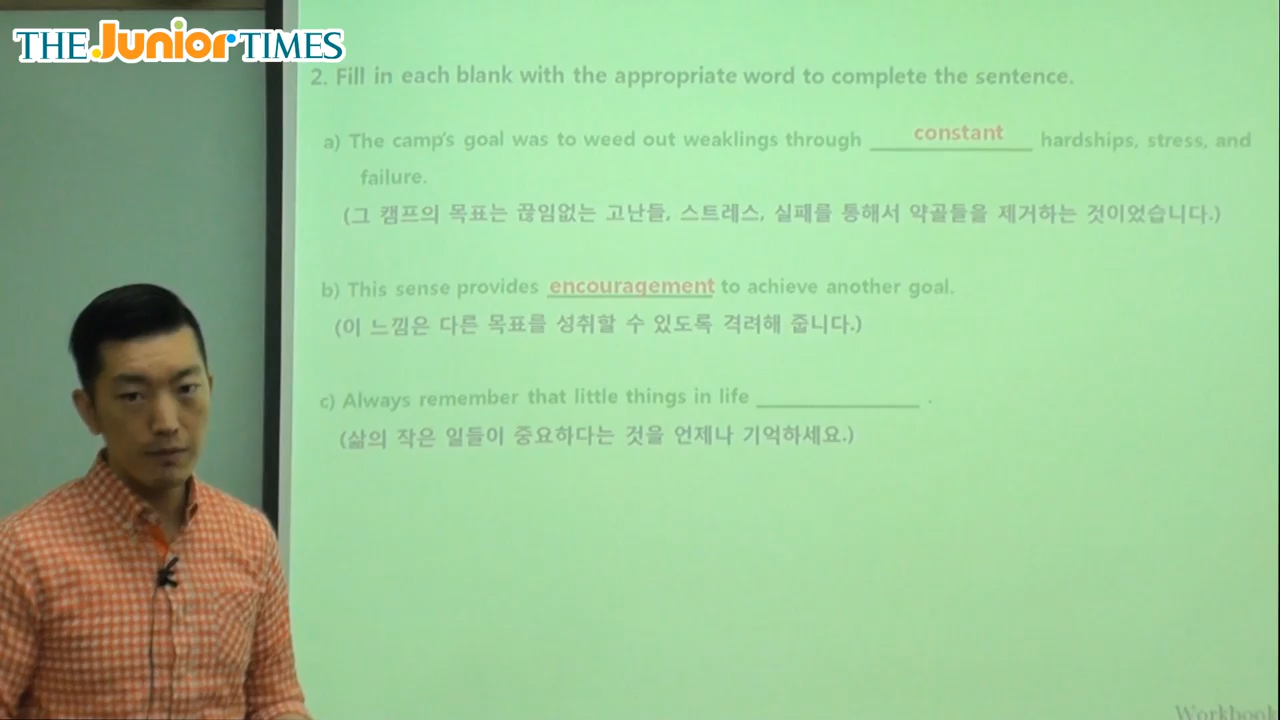 THE Junior TIMES
2. Fill in each blank with the appropriate word to complete the sentence.
a) The camp's goal was to weed out weaklings through constant hardships, stress, and
failure.
(그 캠프의 목표는 끊임없는 고난들, 스트레스, 실패를 통해서 약골들을 제거하는 것이었습니다.)
b) This sense provides encouragement to achieve another goal.
(이 느낌은 다른 목표를 성취할 수 있도록 격려해 줍니다.)
c) Always remember that little things in life ______________ .
(삶의 작은 일들이 중요하다는 것을 언제나 기억하세요.)
Workbook